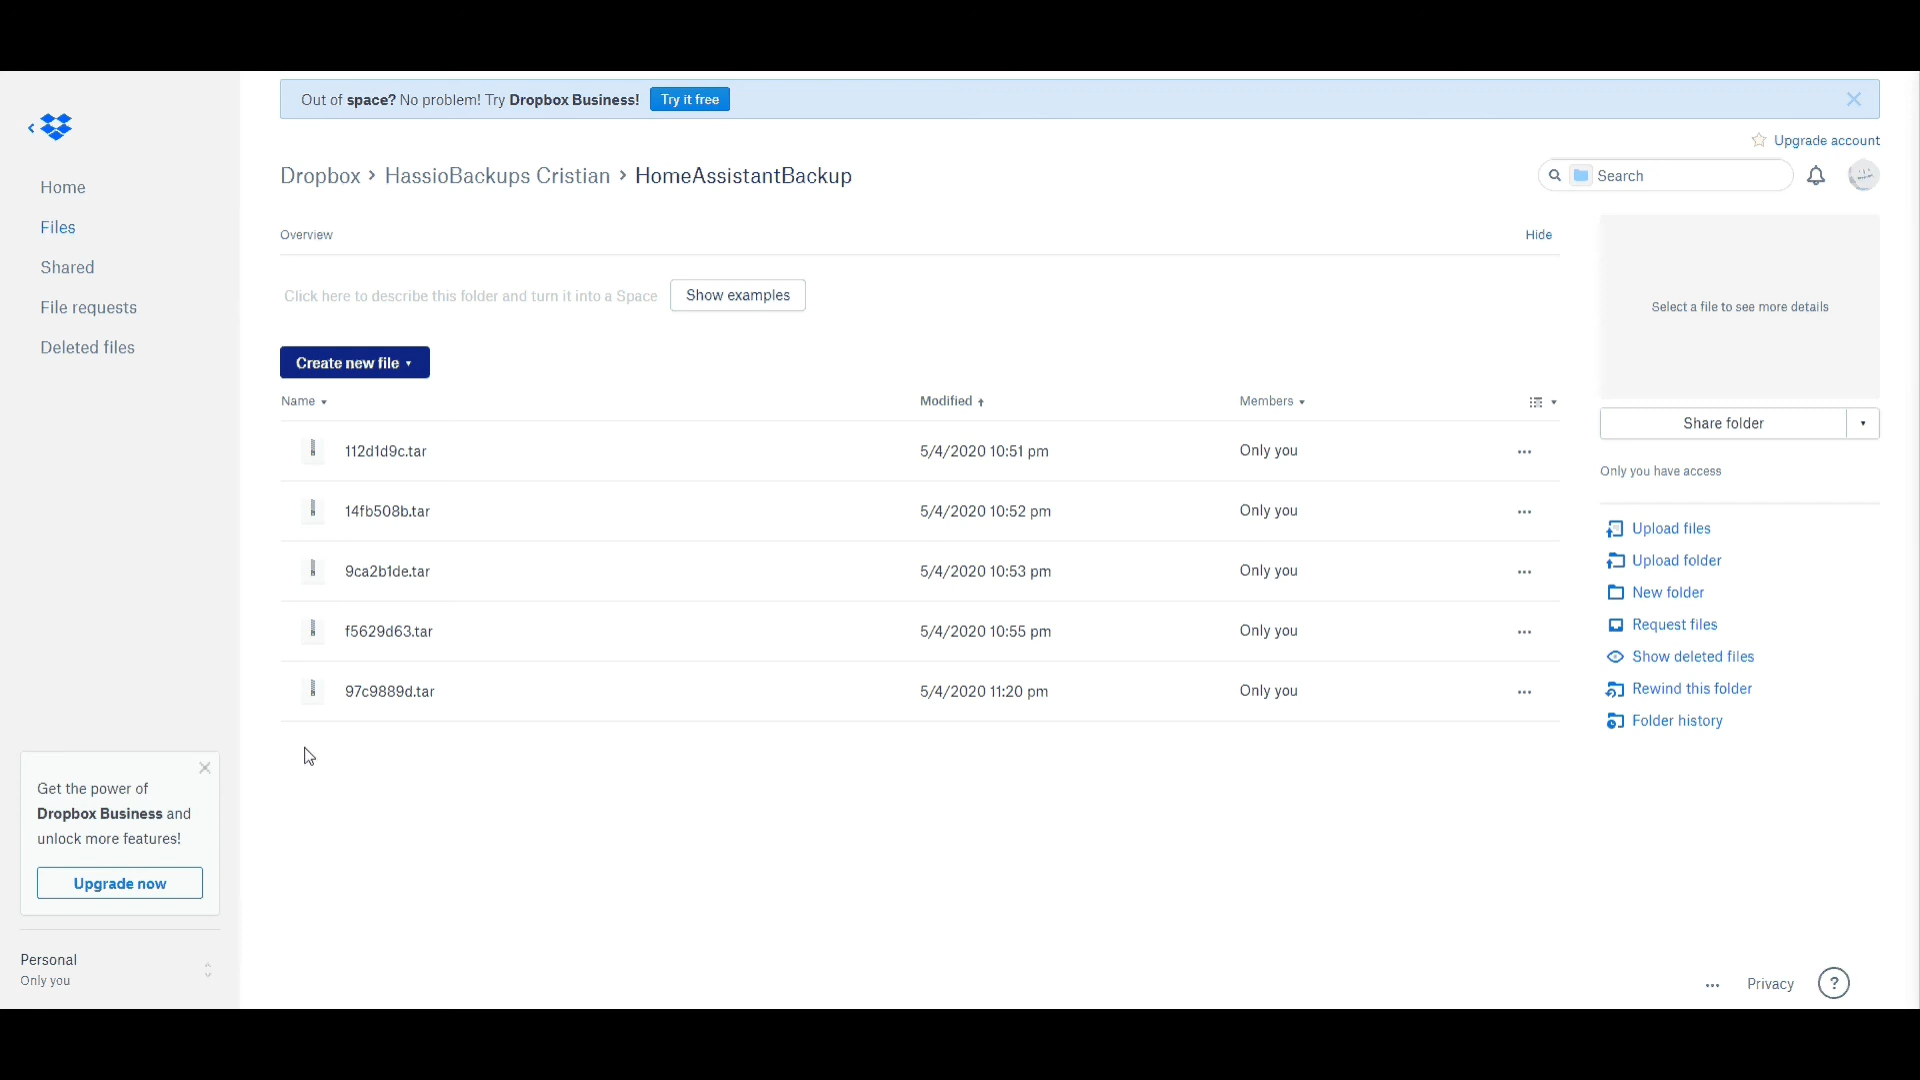 Out of space? No problem! Try Dropbox Business! Try it free
Upgrade account
Dropbox › HassioBackups Cristian › HomeAssistantBackup
Search
Home
Files
Shared
File requests
Deleted files
Overview
Hide
Click here to describe this folder and turn it into a Space
Show examples
Create new file
Name
Modified
Members
112d1d9c.tar 5/4/2020 10:51 pm Only you
14fb508b.tar 5/4/2020 10:52 pm Only you
9ca2b1de.tar 5/4/2020 10:53 pm Only you
f5629d63.tar 5/4/2020 10:55 pm Only you
97c9889d.tar 5/4/2020 11:20 pm Only you
Select a file to see more details
Share folder
Only you have access
Upload files
Upload folder
New folder
Request files
Show deleted files
Rewind this folder
Folder history
Get the power of
Dropbox Business and
unlock more features!
Upgrade now
Personal
Only you
Privacy
?